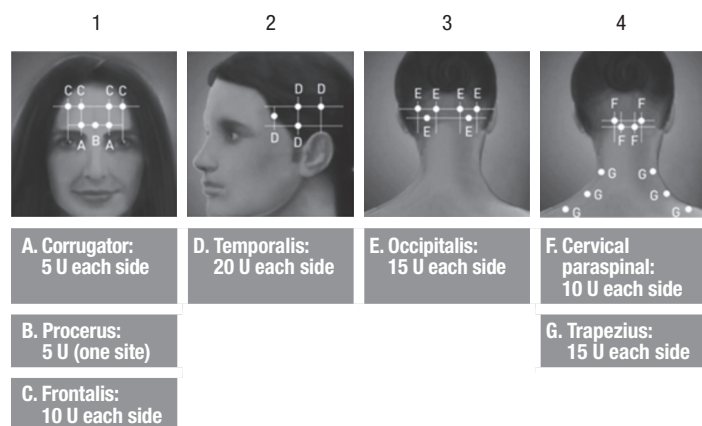 1
2
3
4
C C C C
A B A
D D
D D
E E E E
E E
F F
F F
G G
G G
G G
A. Corrugator:
5 U each side
B. Procerus:
5 U (one site)
C. Frontalis:
10 U each side
D. Temporalis:
20 U each side
E. Occipitalis:
15 U each side
F. Cervical
paraspinal:
10 U each side
G. Trapezius:
15 U each side